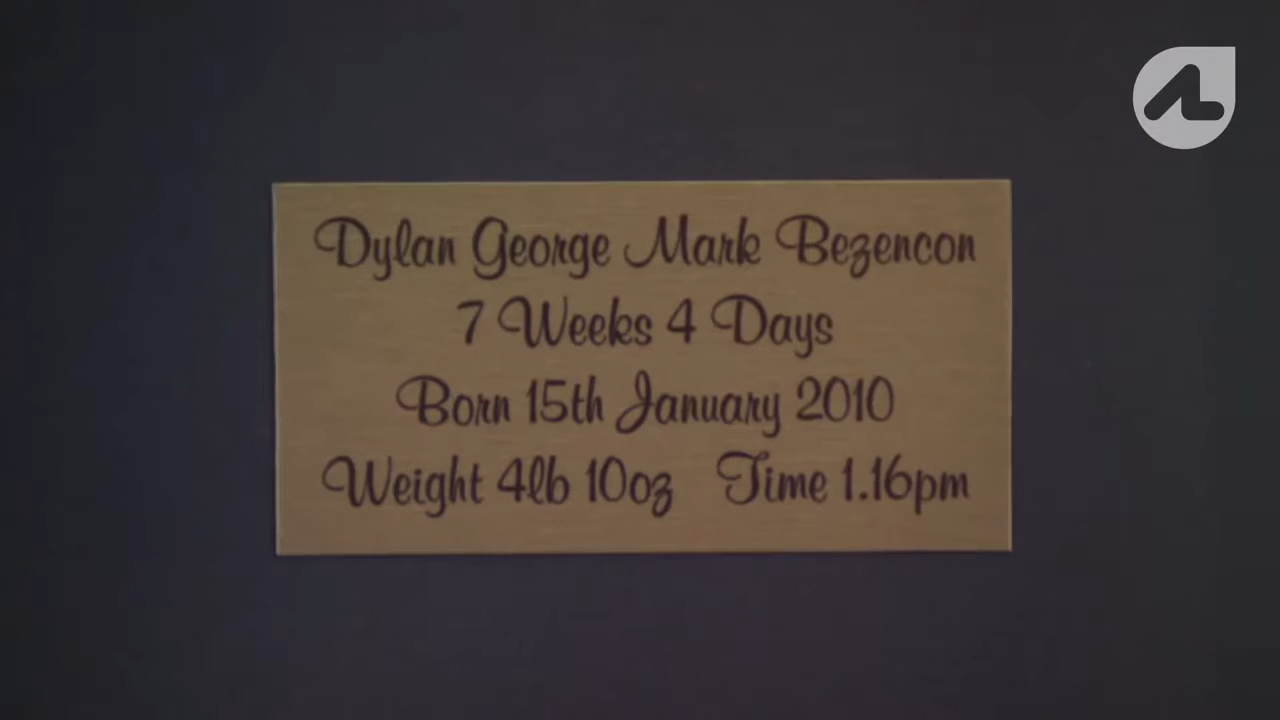 Dylan George Mark Bezencon
7 Weeks 4 Days
Born 15th January 2010
Weight 4lb 10oz Time 1.16pm